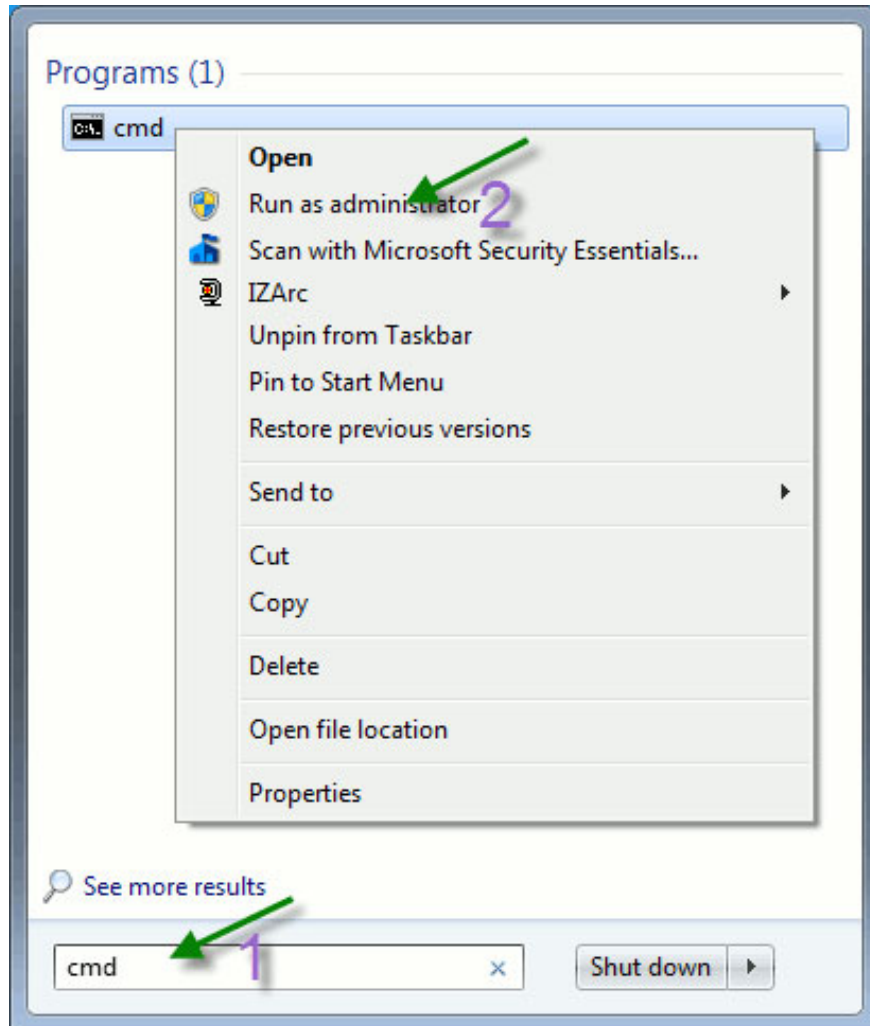 Programs (1)
cmd
Open
Run as administrator
2
Scan with Microsoft Security Essentials...
IZArc
Unpin from Taskbar
Pin to Start Menu
Restore previous versions
Send to
Cut
Copy
Delete
Open file location
Properties
See more results
cmd
1
Shut down